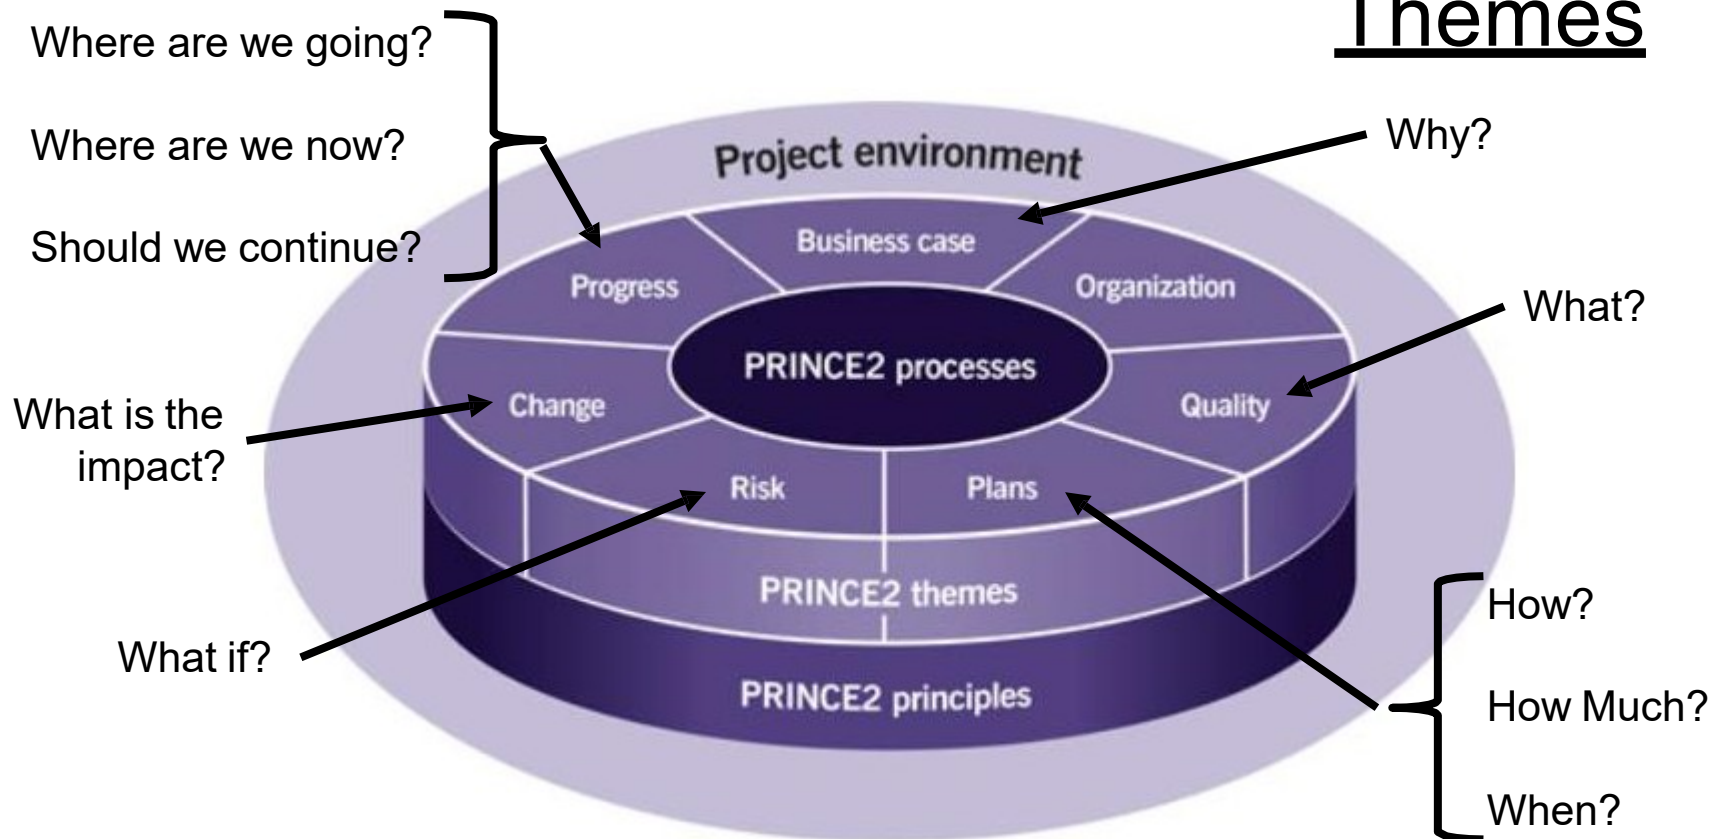 Themes
Where are we going?
Where are we now?
Should we continue?
Project environment
Why?
Business case
Progress
Organization
What?
PRINCE2 processes
What is the
impact?
Change
Quality
Risk
Plans
PRINCE2 themes
What if?
PRINCE2 principles
How?
How Much?
When?